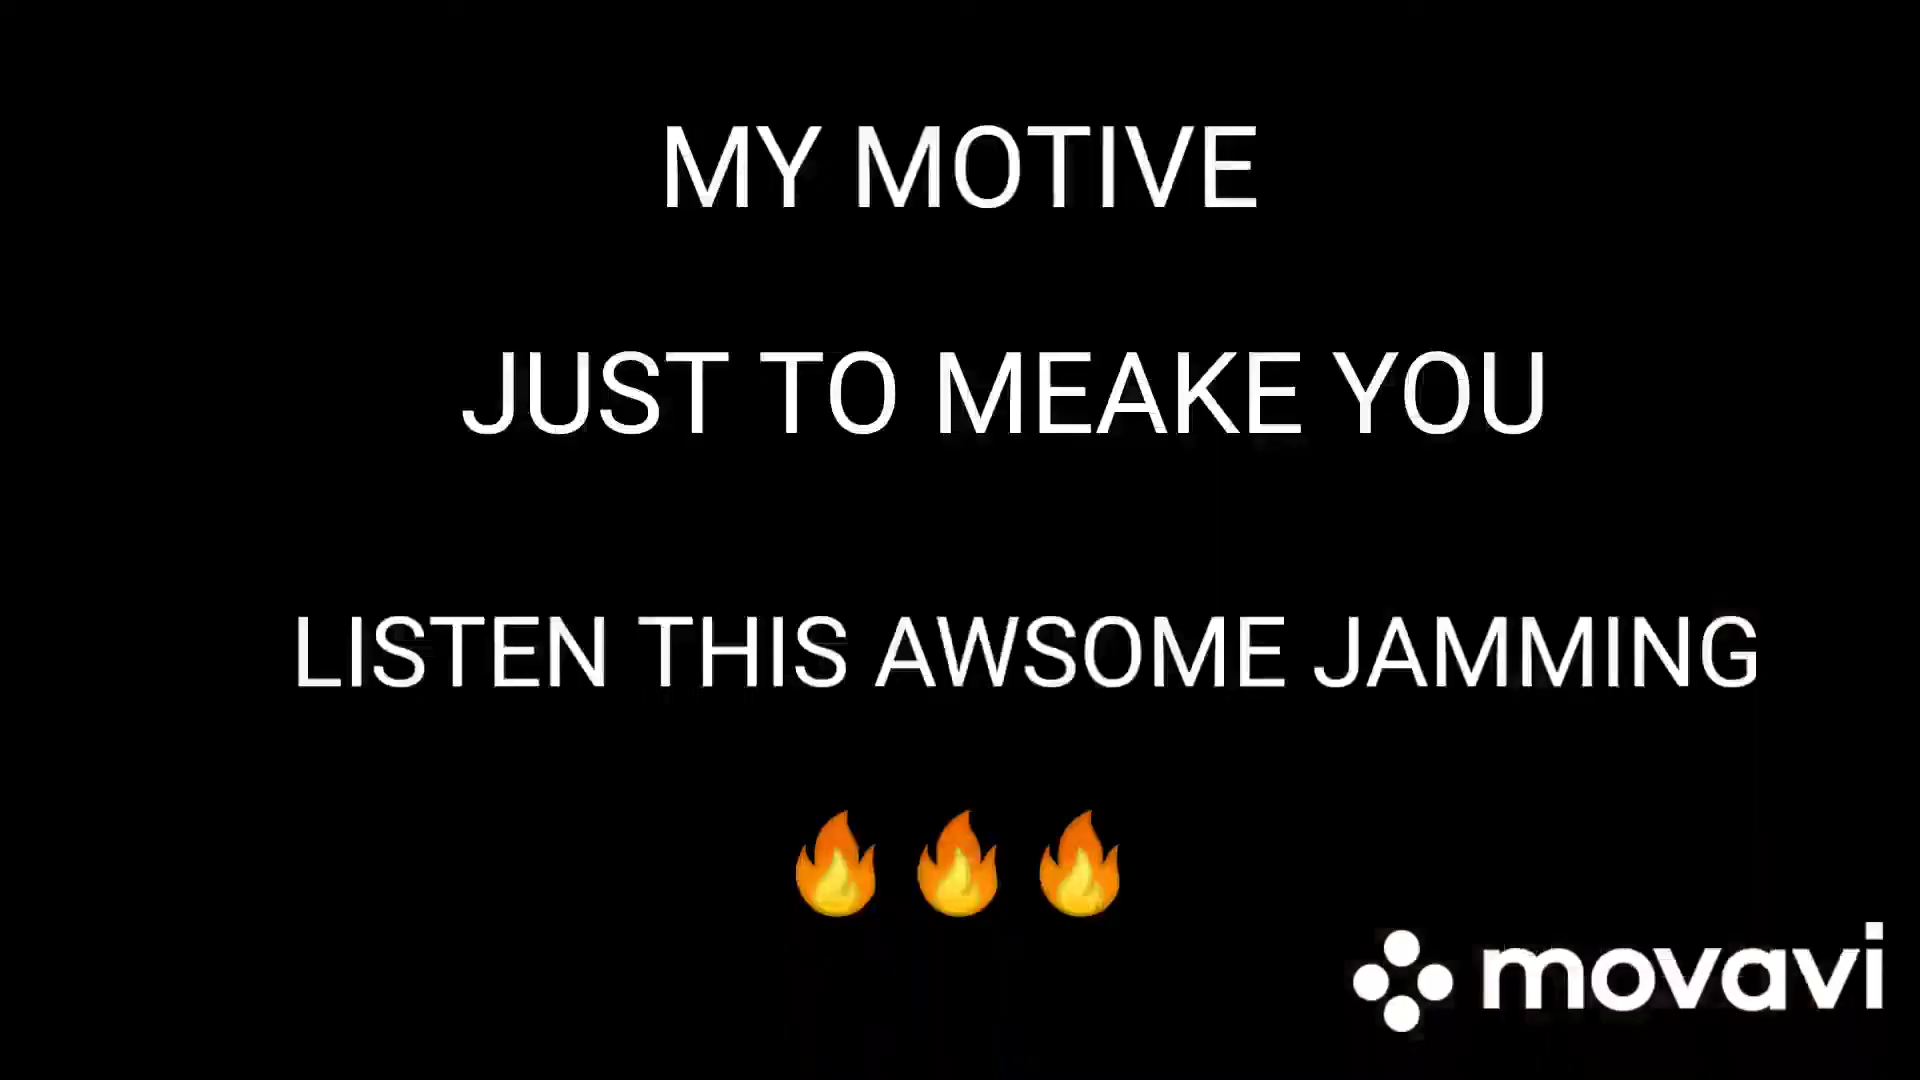 MY MOTIVE
JUST TO MEAKE YOU
LISTEN THIS AWSOME JAMMING
🔥🔥🔥
movavi